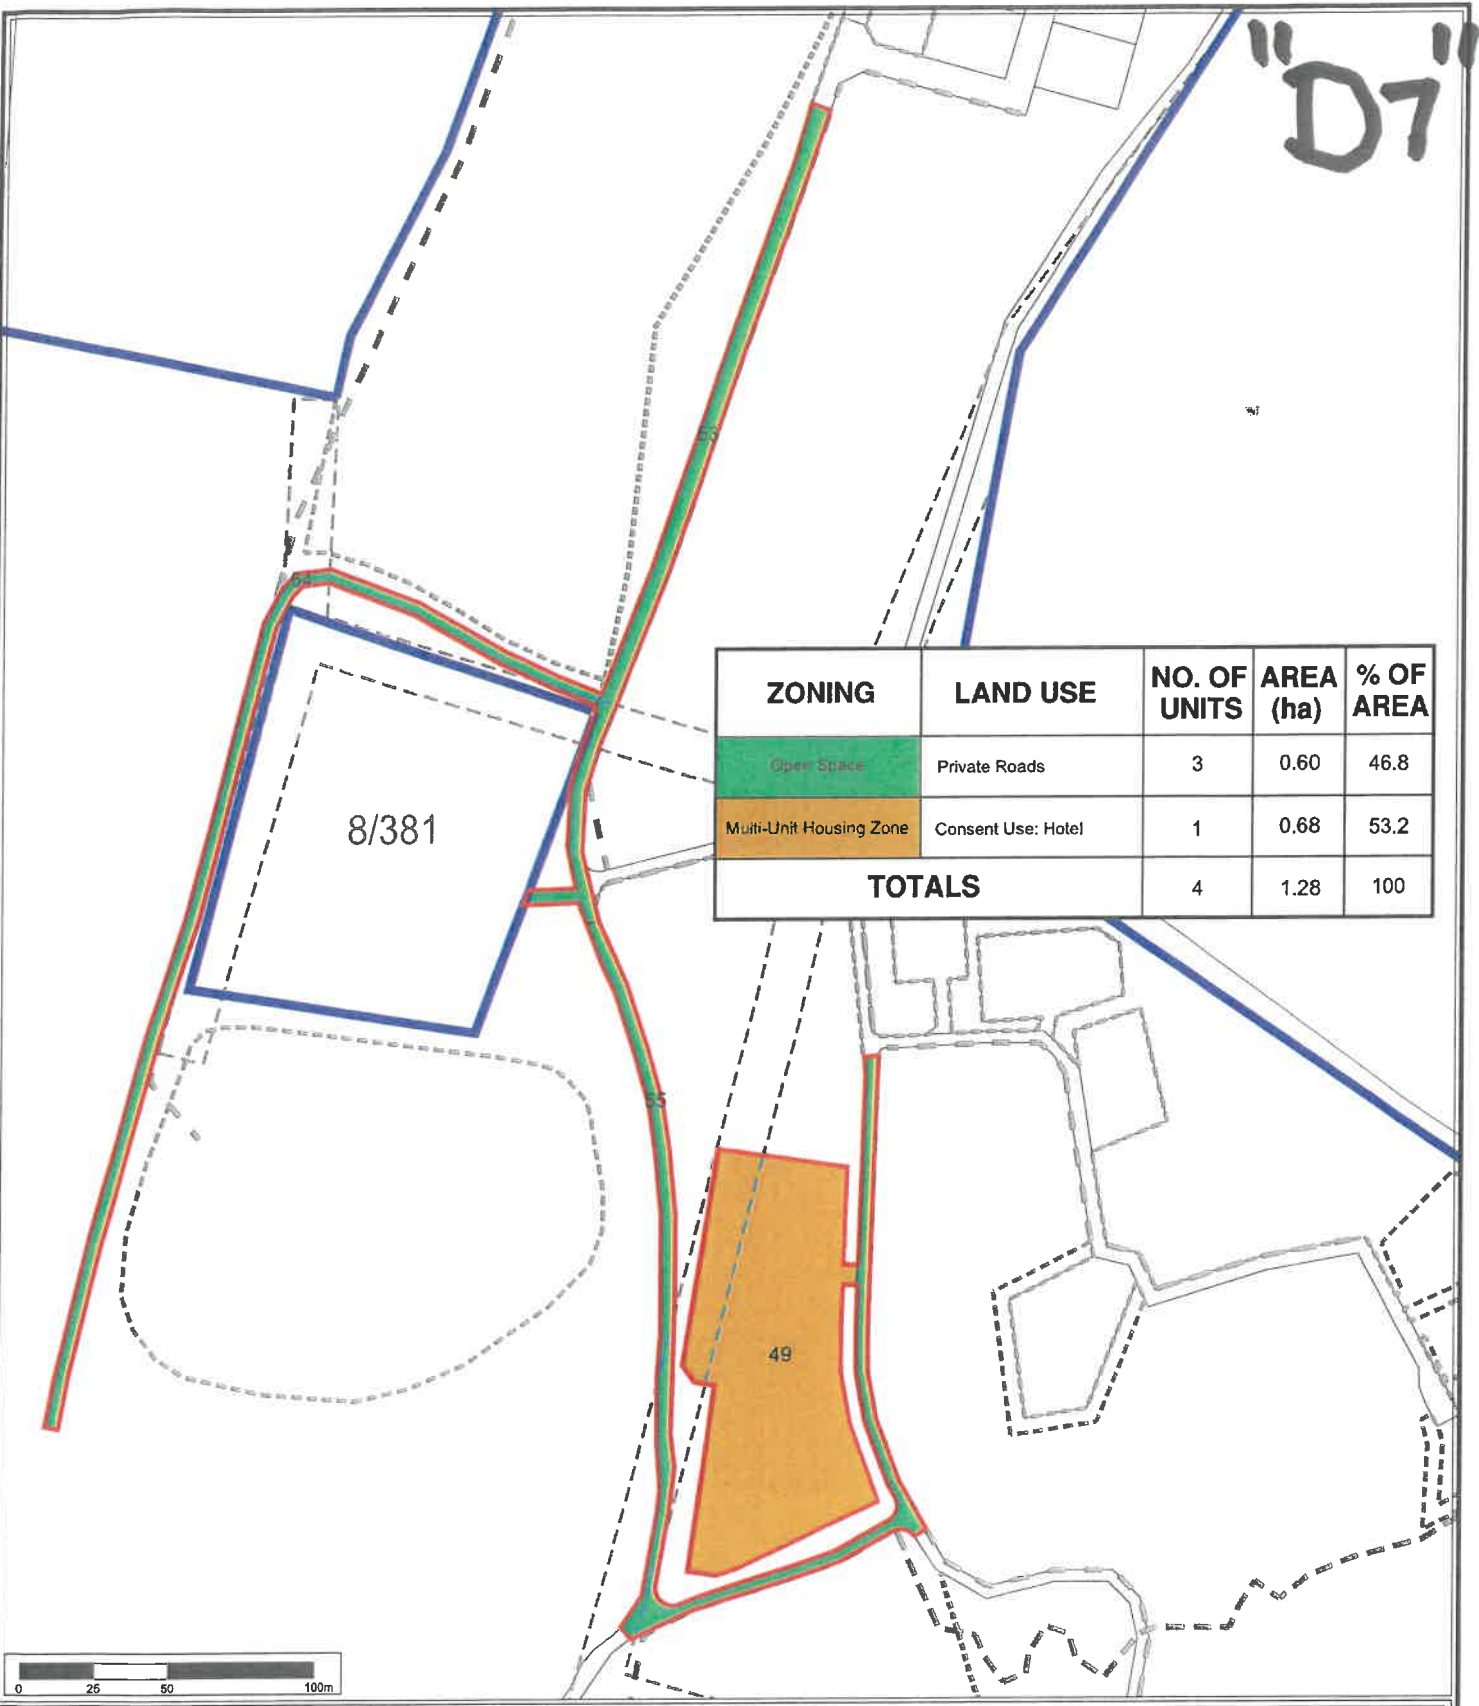 "D7"
53
54
ZONING LAND USE NO. OF UNITS AREA (ha) % OF AREA
Open Space Private Roads 3 0.60 46.8
Multi-Unit Housing Zone Consent Use: Hotel 1 0.68 53.2
TOTALS 4 1.28 100
8/381
55
49
0 25 50 100m